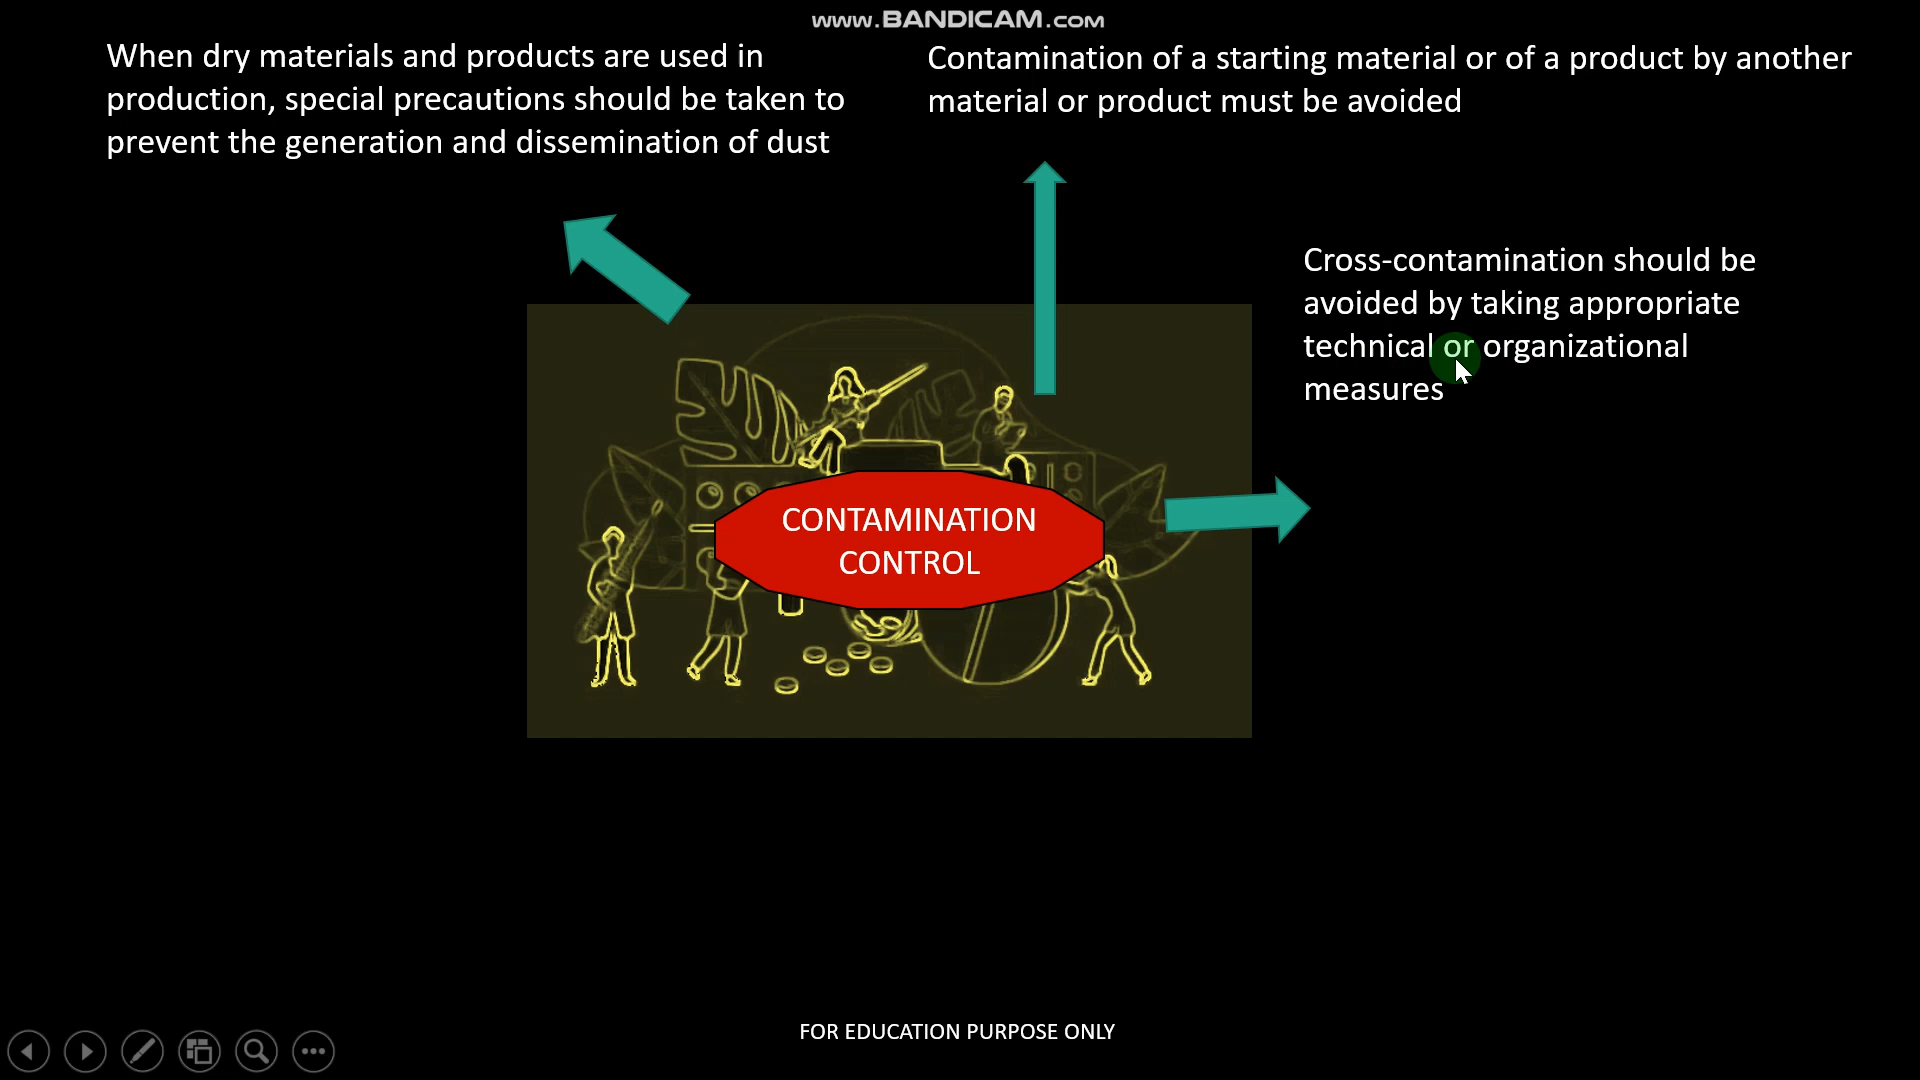 www.BANDICAM.com
When dry materials and products are used in
production, special precautions should be taken to
prevent the generation and dissemination of dust
Contamination of a starting material or of a product by another
material or product must be avoided
Cross-contamination should be
avoided by taking appropriate
technical or organizational
measures
CONTAMINATION
CONTROL
FOR EDUCATION PURPOSE ONLY